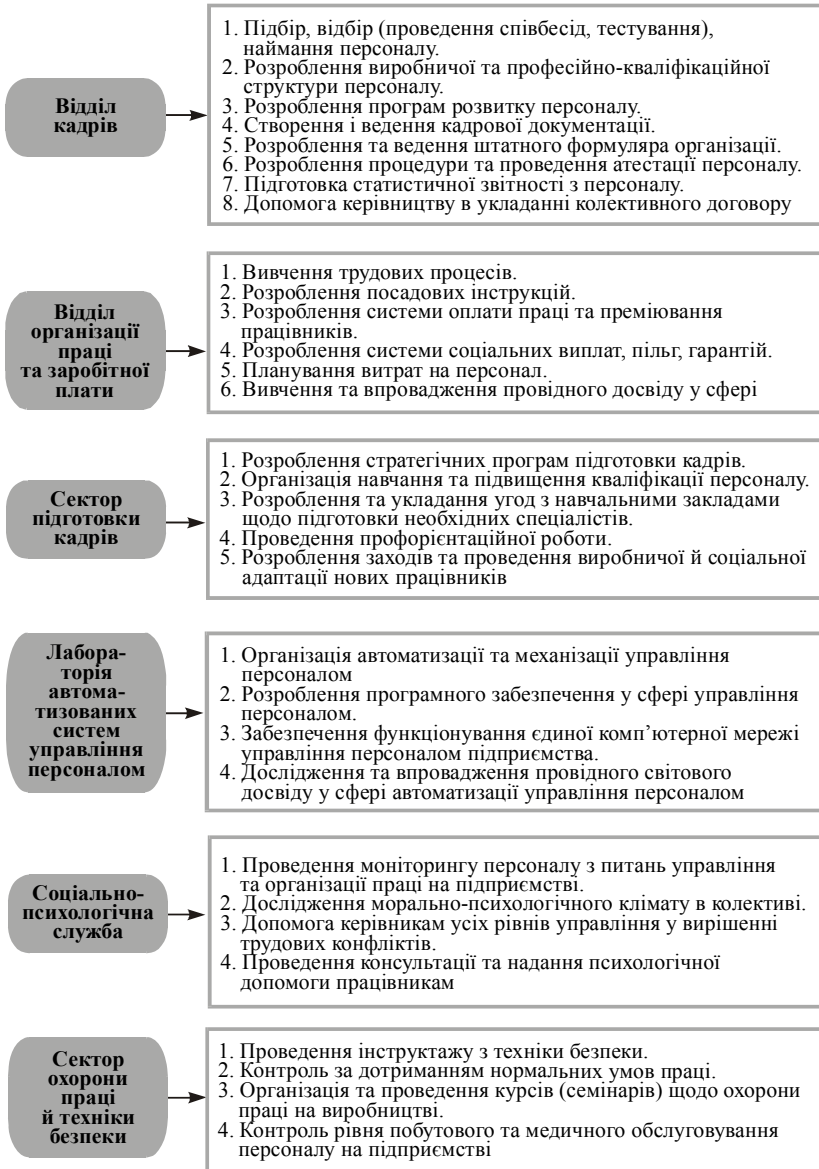 Відділ
кадрів
1. Підбір, відбір (проведення співбесід, тестування),
наймання персоналу.
2. Розроблення виробничої та професійно-кваліфікаційної
структури персоналу.
3. Розроблення програм розвитку персоналу.
4. Створення і ведення кадрової документації.
5. Розроблення та ведення штатного формуляра організації.
6. Розроблення процедури та проведення атестації персоналу.
7. Підготовка статистичної звітності з персоналу.
8. Допомога керівництву в укладанні колективного договору
Відділ
організації
праці
та заробітної
плати
1. Вивчення трудових процесів.
2. Розроблення посадових інструкцій.
3. Розроблення системи оплати праці та преміювання
працівників.
4. Розроблення системи соціальних виплат, пільг, гарантій.
5. Планування витрат на персонал.
6. Вивчення та впровадження провідного досвіду у сфері
Сектор
підготовки
кадрів
1. Розроблення стратегічних програм підготовки кадрів.
2. Організація навчання та підвищення кваліфікації персоналу.
3. Розроблення та укладання угод з навчальними закладами
щодо підготовки необхідних спеціалістів.
4. Проведення профорієнтаційної роботи.
5. Розроблення заходів та проведення виробничої й соціальної
адаптації нових працівників
Лабора-
торія
автома-
тизованих
систем
управління
персоналом
1. Організація автоматизації та механізації управління
персоналом
2. Розроблення програмного забезпечення у сфері управління
персоналом.
3. Забезпечення функціонування єдиної комп’ютерної мережі
управління персоналом підприємства.
4. Дослідження та впровадження провідного світового
досвіду у сфері автоматизації управління персоналом
Соціально-
психологічна
служба
1. Проведення моніторингу персоналу з питань управління
та організації праці на підприємстві.
2. Дослідження морально-психологічного клімату в колективі.
3. Допомога керівникам усіх рівнів управління у вирішенні
трудових конфліктів.
4. Проведення консультації та надання психологічної
допомоги працівникам
Сектор
охорони
праці
й техніки
безпеки
1. Проведення інструктажу з техніки безпеки.
2. Контроль за дотриманням нормальних умов праці.
3. Організація та проведення курсів (семінарів) щодо охорони
праці на виробництві.
4. Контроль рівня побутового та медичного обслуговування
персоналу на підприємстві